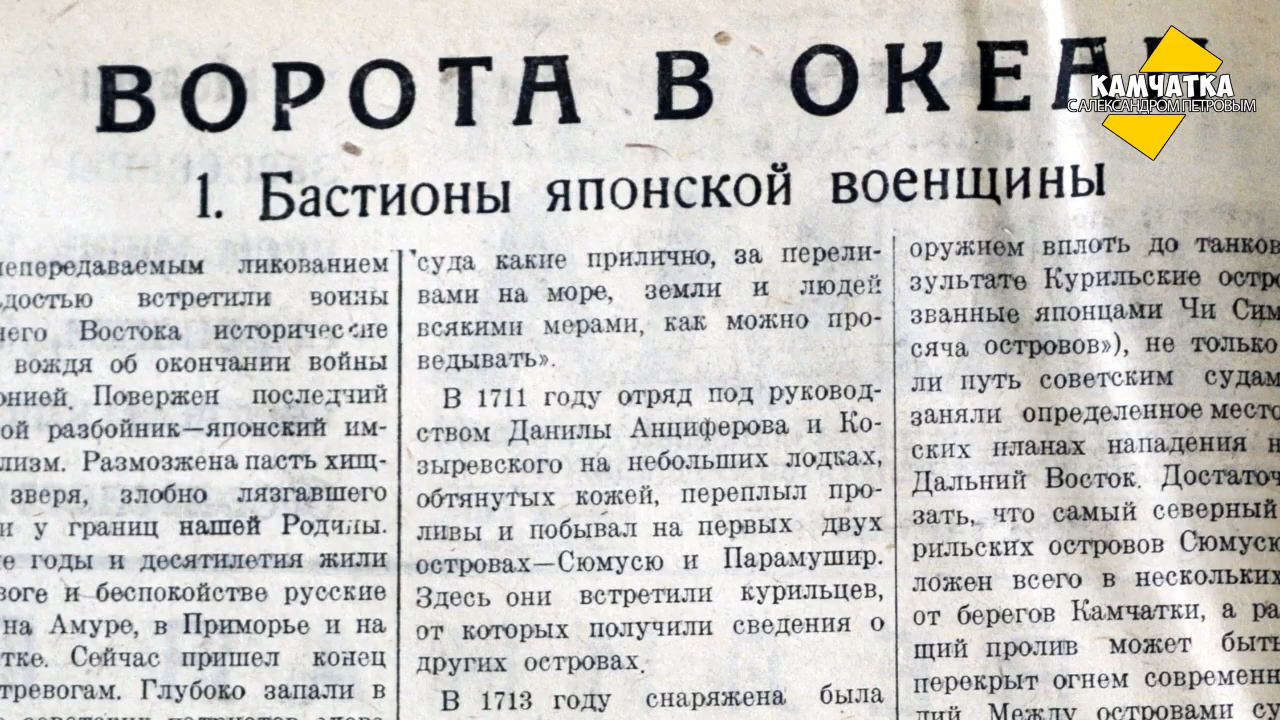 ВОРОТА В ОКЕА
КАМЧАТКА
С АЛЕКСАНДРОМ ПЕТРОВЫМ
1. Бастионы японской военщины
непередаваемым ликованием
достью встретили воины
него Востока исторические
вождя об окончании войны
онией. Повержен последний
ой разбойник—японский им-
лизм. Размозжена пасть хищ-
зверя, злобно лязгавшего
и у границ нашей Родины.
е годы и десятилетия жили
воге и беспокойстве русские
на Амуре, в Приморье и на
тке. Сейчас пришел конец
тревогам. Глубоко запали в
суда какие прилично, за перели-
вами на море, земли и людей
всякими мерами, как можно про-
ведывать».
В 1711 году отряд под руковод-
ством Данилы Анциферова и Ко-
зыревского на небольших лодках,
обтянутых кожей, переплыл про-
ливы и побывал на первых двух
островах—Сюмусю и Парамушир.
Здесь они встретили курильцев,
от которых получили сведения о
других островах.
В 1713 году снаряжена была
оружием вплоть до танков
зультате Курильские остро
званные японцами Чи Сим
сяча островов»), не только
ли путь советским судам
заняли определенное место
ских планах нападения н
Дальний Восток. Достаточ
зать, что самый северный
рильских островов Сюмусю
ложен всего в нескольких
от берегов Камчатки, а ра
щий пролив может быть
перекрыт огнем современн
лий. Между островами су